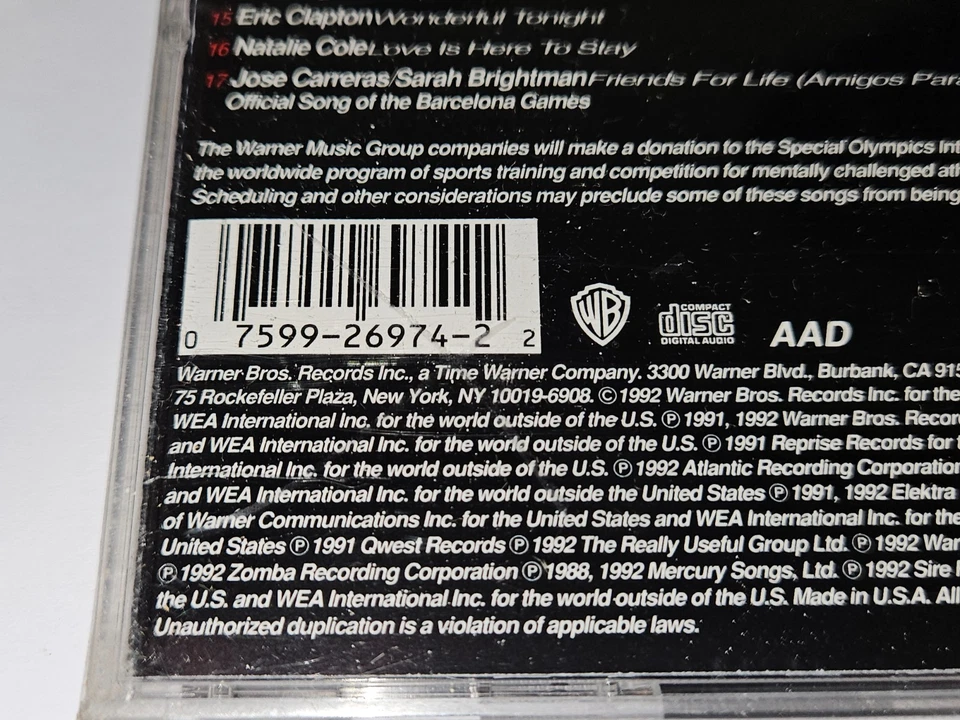 15 Eric Clapton Wonderful Tonight
16 Natalie Cole Love Is Here To Stay
17 Jose Carreras/Sarah Brightman Friends For Life (Amigos Para
Official Song of the Barcelona Games
The Warner Music Group companies will make a donation to the Special Olympics Int
the worldwide program of sports training and competition for mentally challenged ath
Scheduling and other considerations may preclude some of these songs from being
0 7599-26974-2 2
WB COMPACT disc DIGITAL AUDIO AAD
Warner Bros. Records Inc., a Time Warner Company. 3300 Warner Blvd., Burbank, CA 915
75 Rockefeller Plaza, New York, NY 10019-6908. ©1992 Warner Bros. Records Inc. for the
WEA International Inc. for the world outside of the U.S. ℗ 1991, 1992 Warner Bros. Record
and WEA International Inc. for the world outside of the U.S. ℗ 1991 Reprise Records for t
International Inc. for the world outside of the U.S. ℗ 1992 Atlantic Recording Corporation
and WEA International Inc. for the world outside the United States ℗ 1991, 1992 Elektra
of Warner Communications Inc. for the United States and WEA International Inc. for the
United States ℗ 1991 Qwest Records ℗ 1992 The Really Useful Group Ltd. ℗ 1992 War
℗ 1992 Zomba Recording Corporation ℗ 1988, 1992 Mercury Songs, Ltd. ℗ 1992 Sire
the U.S. and WEA International Inc. for the world outside of the U.S. Made in U.S.A. All
Unauthorized duplication is a violation of applicable laws.